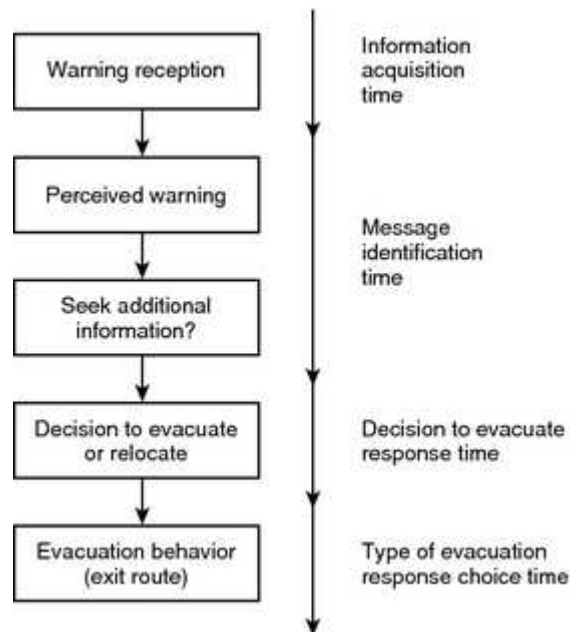 Warning reception
Information
acquisition
time
Perceived warning
Message
identification
time
Seek additional
information?
Decision to evacuate
or relocate
Decision to evacuate
response time
Evacuation behavior
(exit route)
Type of evacuation
response choice time